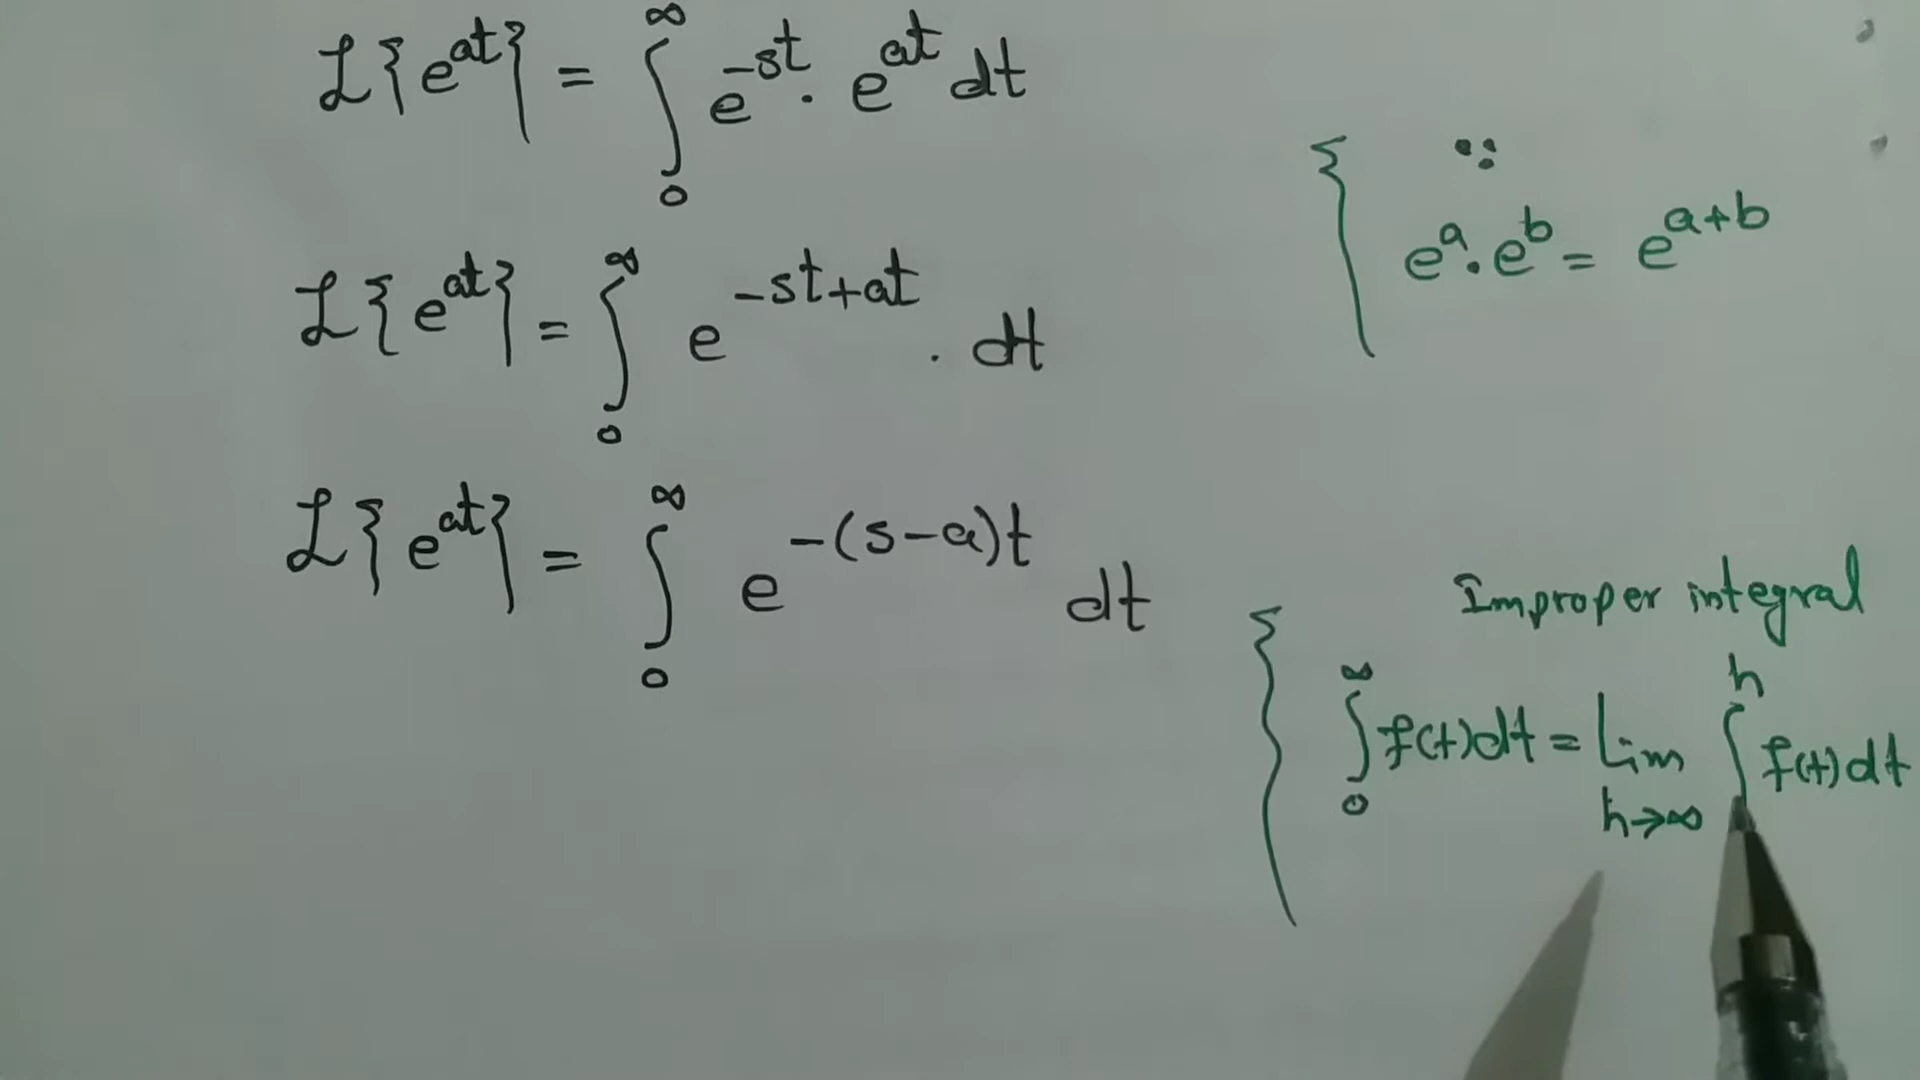 ℒ{e^{at}} = ∫_0^∞ e^{-st} · e^{at} dt
ℒ{e^{at}} = ∫_0^∞ e^{-st+at} · dt
ℒ{e^{at}} = ∫_0^∞ e^{-(s-a)t} dt
{ ∵
e^a · e^b = e^{a+b}
{ Improper integral
∫_0^∞ f(t)dt = Lim_{h→∞} ∫^h f(t)dt